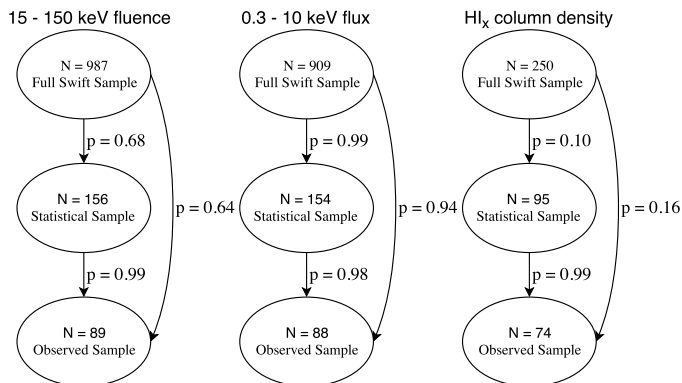 15 - 150 keV fluence
N = 987
Full Swift Sample
p = 0.68
N = 156
Statistical Sample
p = 0.64
p = 0.99
N = 89
Observed Sample
0.3 - 10 keV flux
N = 909
Full Swift Sample
p = 0.99
N = 154
Statistical Sample
p = 0.94
p = 0.98
N = 88
Observed Sample
HIx column density
N = 250
Full Swift Sample
p = 0.10
N = 95
Statistical Sample
p = 0.16
p = 0.99
N = 74
Observed Sample